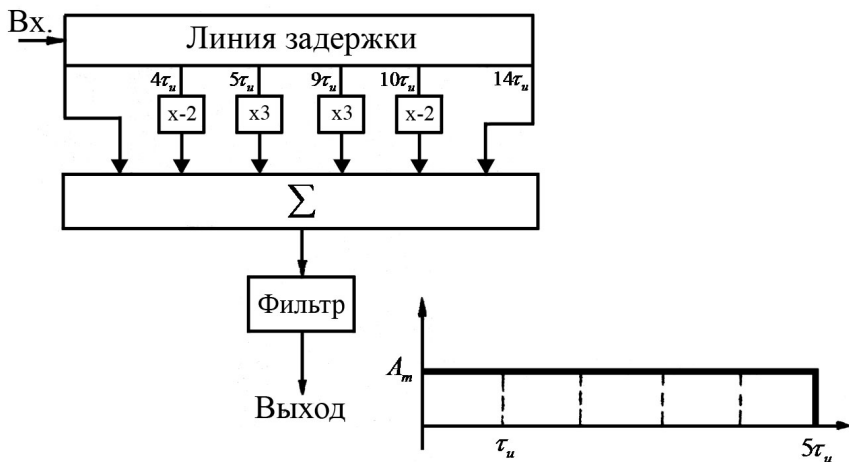 Вх.
Линия задержки
4τи 5τи 9τи 10τи 14τи
x-2 x3 x3 x-2
Σ
Фильтр
Выход
Am
τи 5τи